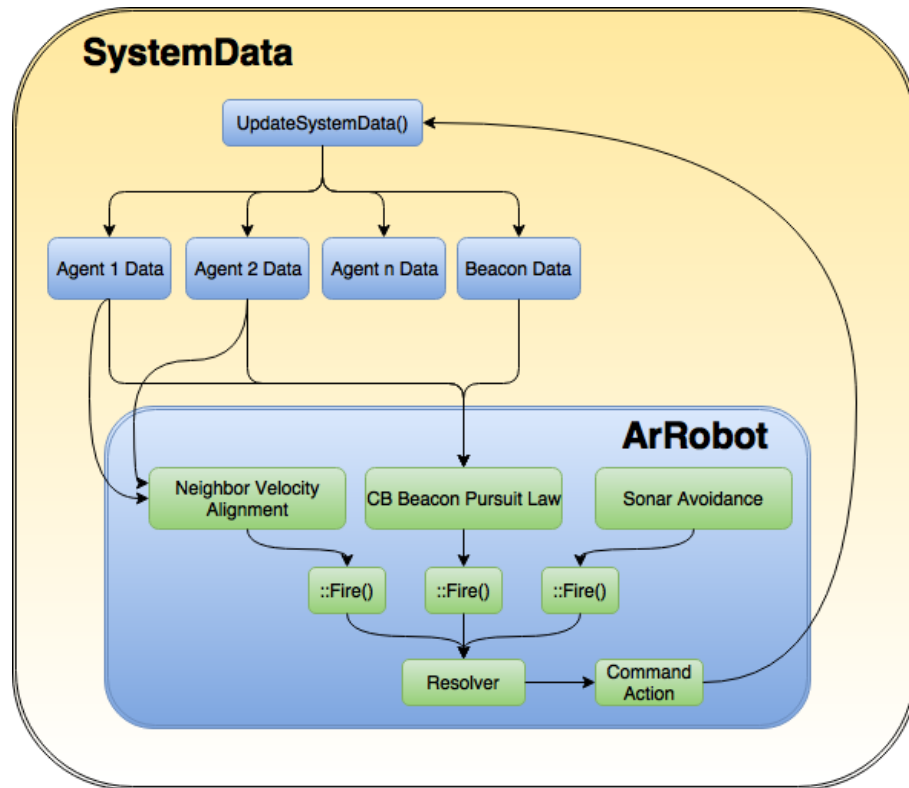 SystemData
UpdateSystemData()
Agent 1 Data
Agent 2 Data
Agent n Data
Beacon Data
ArRobot
Neighbor Velocity
Alignment
CB Beacon Pursuit Law
Sonar Avoidance
::Fire()
::Fire()
::Fire()
Resolver
Command
Action